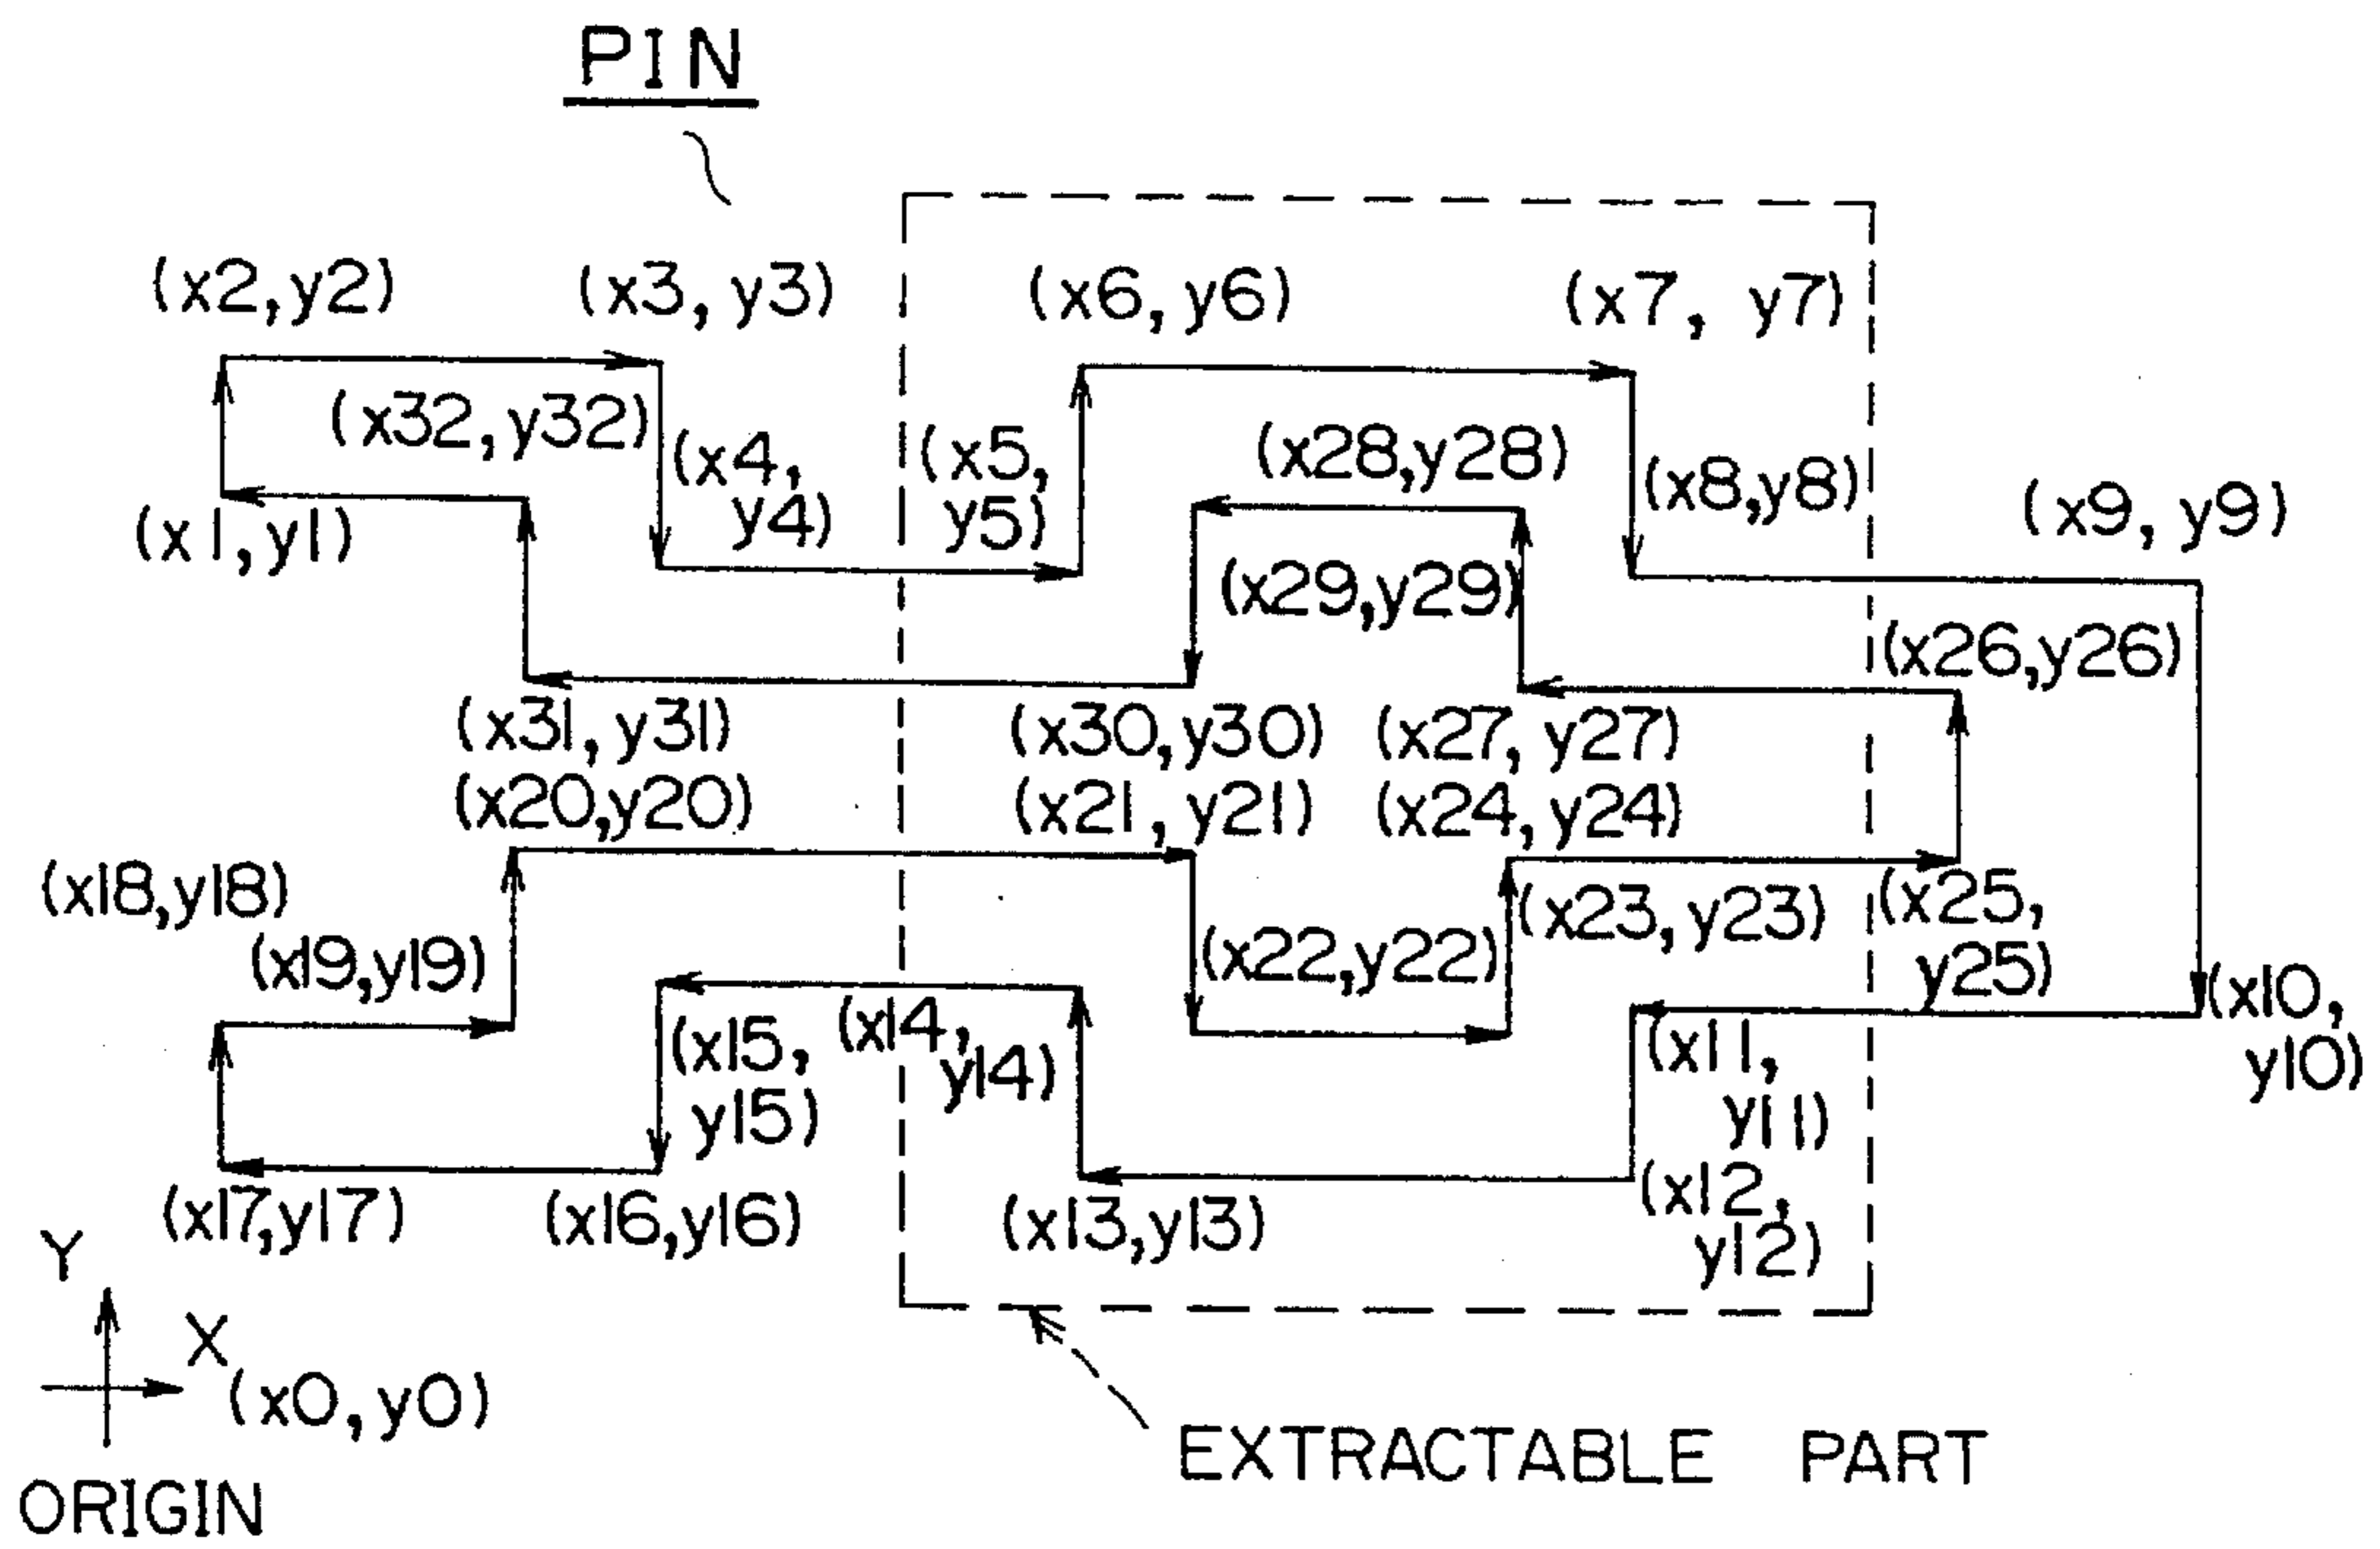 PIN
(x2,y2)
(x3, y3)
(x6, y6)
(x7, y7)
(x32,y32)
(x4,
y4)
(x5,
y5)
(x28,y28)
(x8,y8)
(x9, y9)
(x1,y1)
(x29,y29)
(x26,y26)
(x31, y31)
(x30,y30)
(x27, y27)
(x20,y20)
(x21, y21)
(x24, y24)
(x18,y18)
(x19,y19)
(x22,y22)
(x23, y23)
(x25,
y25)
(x10,
y10)
(x15,
y15)
(x14,
y14)
(x11,
y11)
(x17,y17)
(x16,y16)
(x13,y13)
(x12,
y12)
Y
X
(x0, y0)
ORIGIN
EXTRACTABLE PART